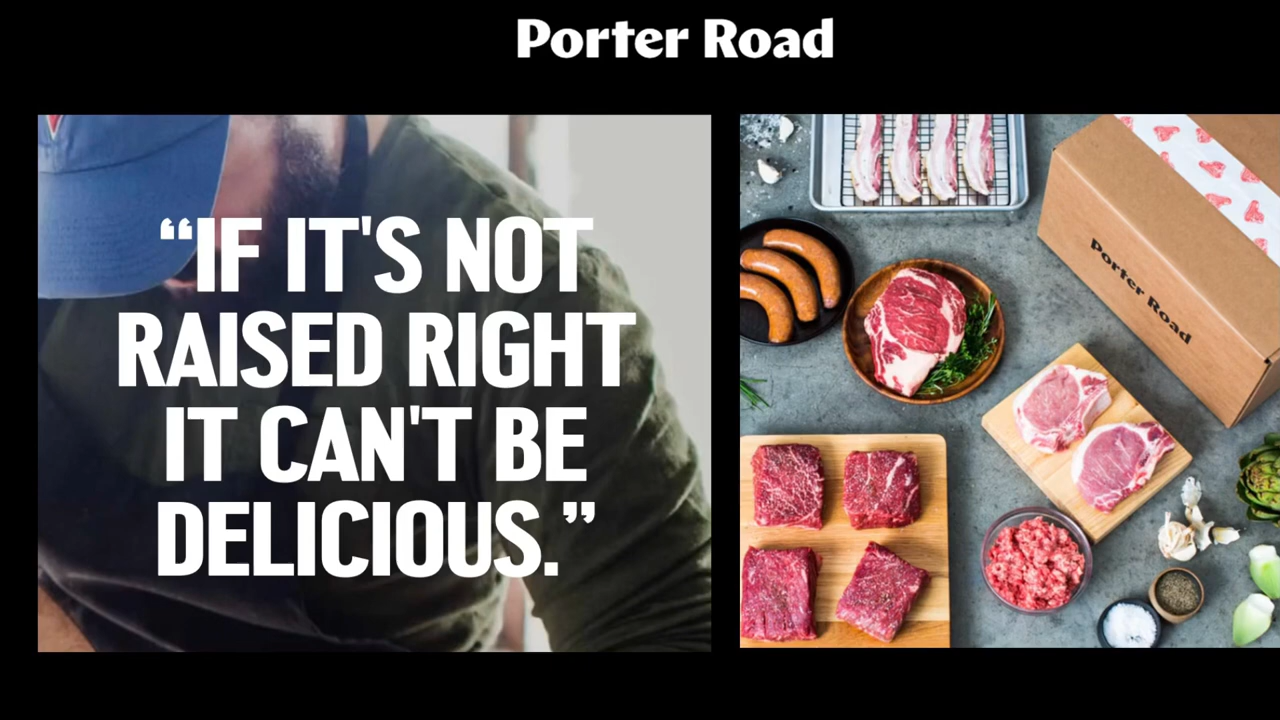 Porter Road
“IF IT'S NOT
RAISED RIGHT
IT CAN'T BE
DELICIOUS.”
Porter Road